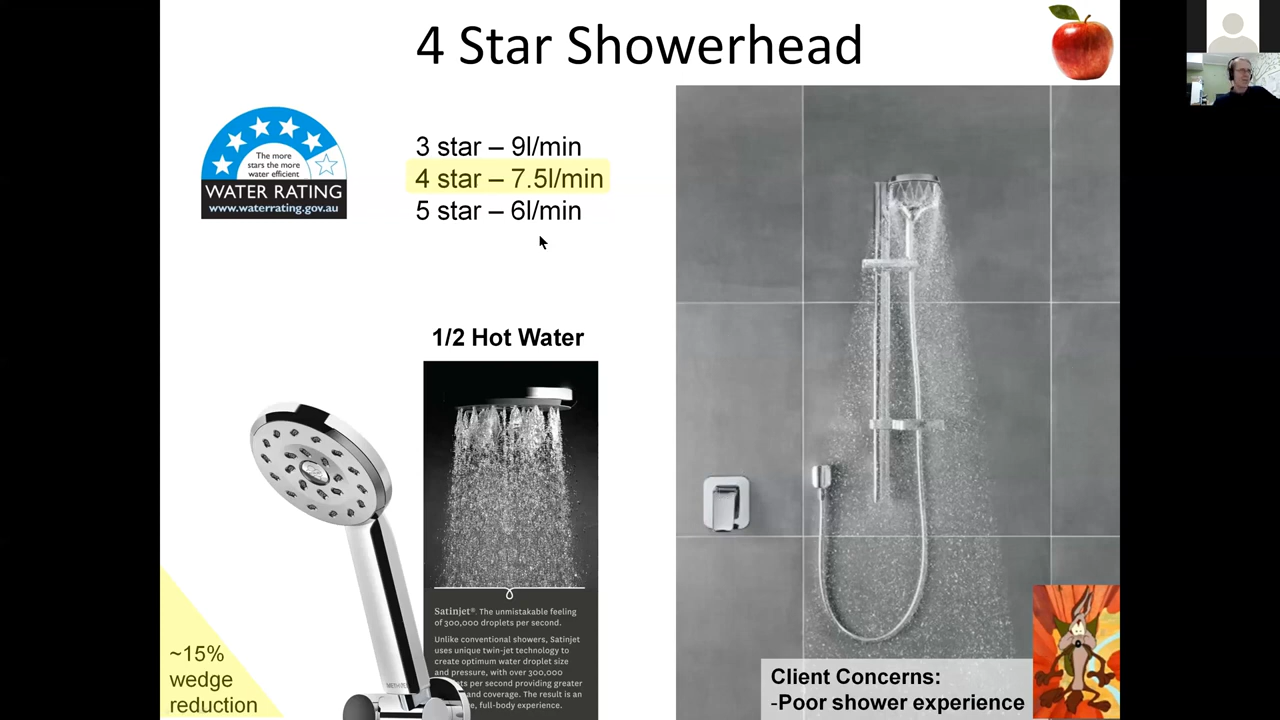 4 Star Showerhead
The more
stars the more
water efficient
WATER RATING
www.waterrating.gov.au
3 star – 9l/min
4 star – 7.5l/min
5 star – 6l/min
1/2 Hot Water
Satinjet®. The unmistakable feeling
of 300,000 droplets per second.
Unlike conventional showers, Satinjet
uses unique twin-jet technology to
create optimum water droplet size
and pressure, with over 300,000
per second providing greater
and coverage. The result is an
full-body experience.
~15%
wedge
reduction
Client Concerns:
-Poor shower experience